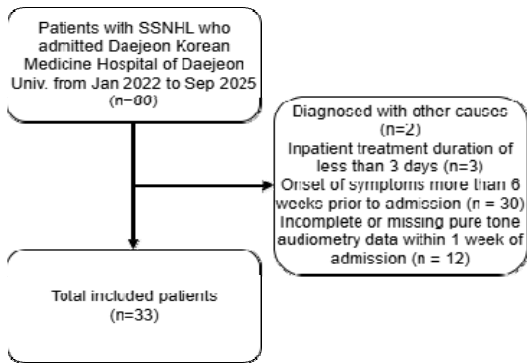 Patients with SSNHL who
admitted Daejeon Korean
Medicine Hospital of Daejeon
Univ. from Jan 2022 to Sep 2025
(n=80)
Diagnosed with other causes
(n=2)
Inpatient treatment duration of
less than 3 days (n=3)
Onset of symptoms more than 6
weeks prior to admission (n = 30)
Incomplete or missing pure tone
audiometry data within 1 week of
admission (n = 12)
Total included patients
(n=33)